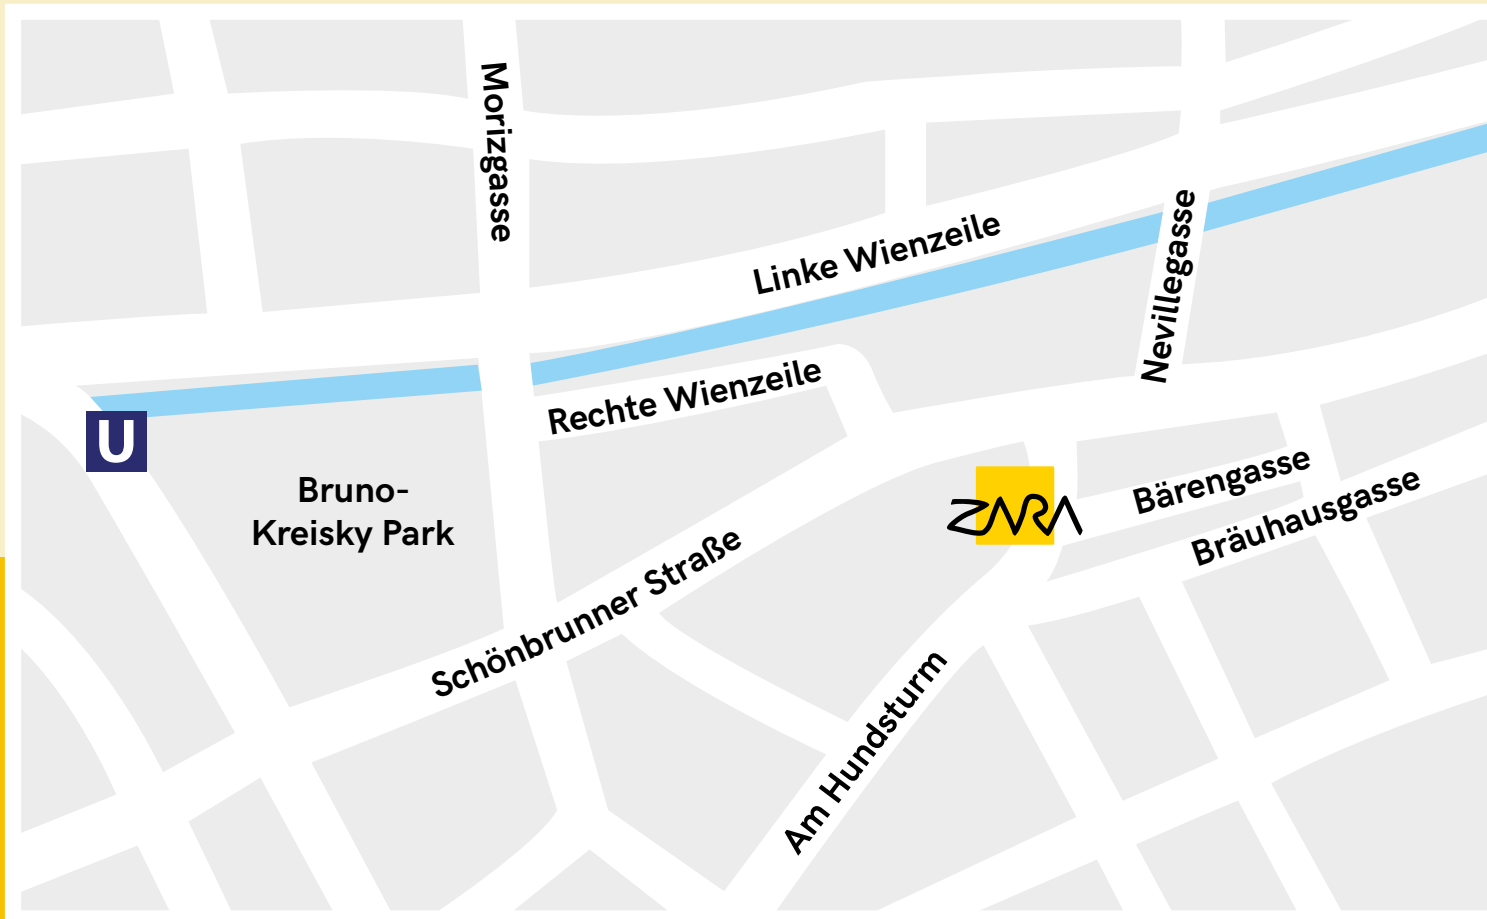 Morizgasse
Linke Wienzeile
Nevillegasse
Rechte Wienzeile
U
Bruno-
Kreisky Park
ZARA
Bärengasse
Bräuhausgasse
Schönbrunner Straße
Am Hundsturm